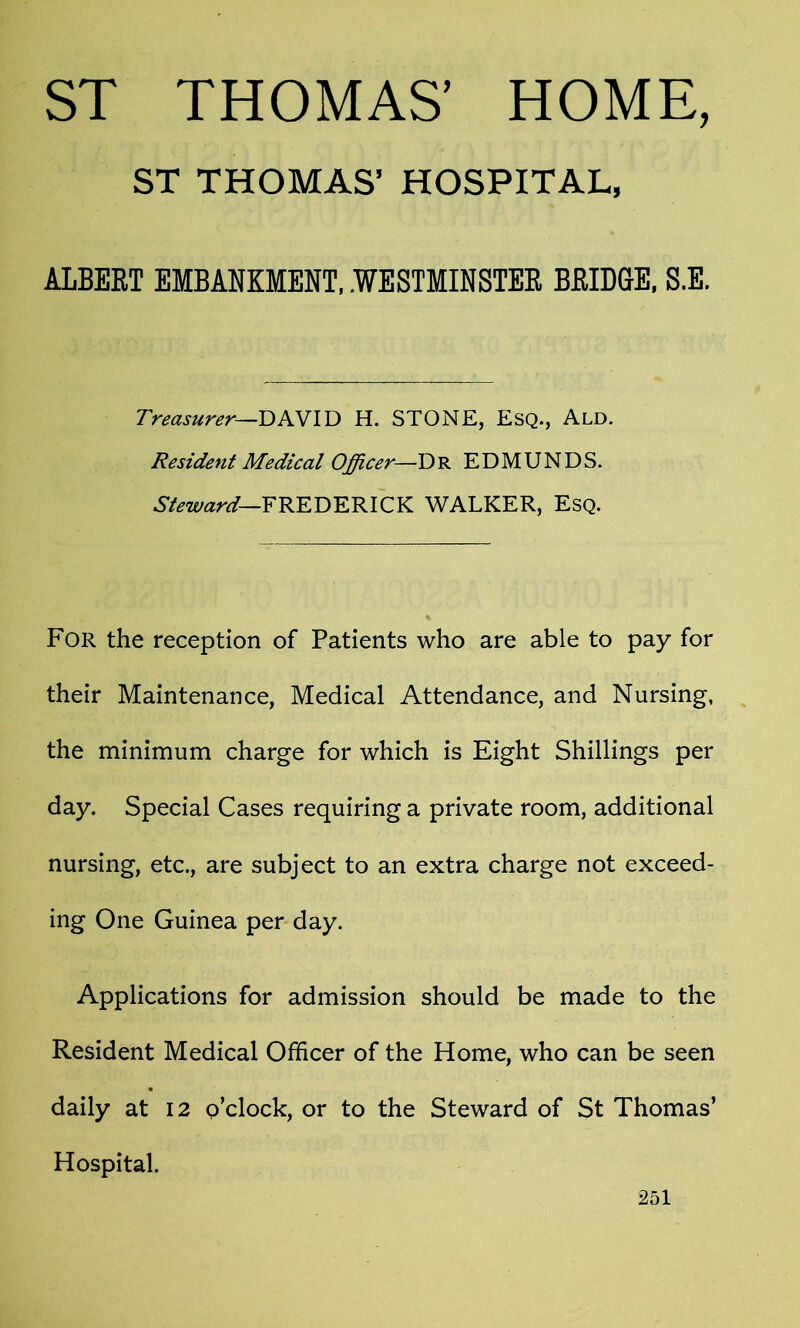 ST THOMAS' HOME,
ST THOMAS' HOSPITAL,
ALBERT EMBANKMENT, WESTMINSTER BRIDGE, S.E.
Treasurer—DAVID H. STONE, ESQ., ALD.
Resident Medical Officer—DR EDMUNDS.
Steward—FREDERICK WALKER, ESQ.
FOR the reception of Patients who are able to pay for
their Maintenance, Medical Attendance, and Nursing,
the minimum charge for which is Eight Shillings per
day. Special Cases requiring a private room, additional
nursing, etc., are subject to an extra charge not exceed-
ing One Guinea per day.
Applications for admission should be made to the
Resident Medical Officer of the Home, who can be seen
daily at 12 o'clock, or to the Steward of St Thomas'
Hospital.
251